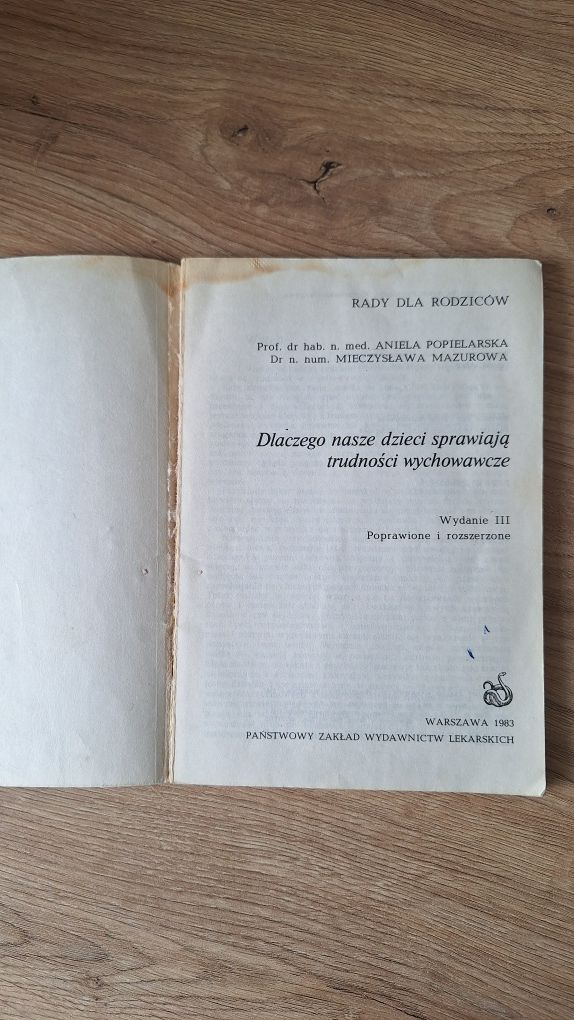 RADY DLA RODZICÓW
Prof. dr hab. n. med. ANIELA POPIELARSKA
Dr n. hum. MIECZYSŁAWA MAZUROWA
Dlaczego nasze dzieci sprawiają
trudności wychowawcze
Wydanie III
Poprawione i rozszerzone
WARSZAWA 1983
PAŃSTWOWY ZAKŁAD WYDAWNICTW LEKARSKICH